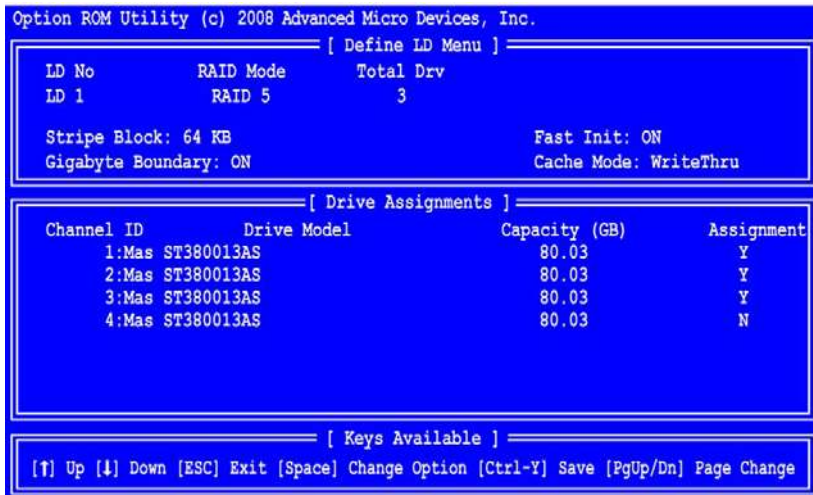 Option ROM Utility (c) 2008 Advanced Micro Devices, Inc.
[ Define LD Menu ]
LD No RAID Mode Total Drv
LD 1 RAID 5 3
Stripe Block: 64 KB Fast Init: ON
Gigabyte Boundary: ON Cache Mode: WriteThru
[ Drive Assignments ]
Channel ID Drive Model Capacity (GB) Assignment
1:Mas ST380013AS 80.03 Y
2:Mas ST380013AS 80.03 Y
3:Mas ST380013AS 80.03 Y
4:Mas ST380013AS 80.03 N
[ Keys Available ]
[↑] Up [↓] Down [ESC] Exit [Space] Change Option [Ctrl-Y] Save [PgUp/Dn] Page Change